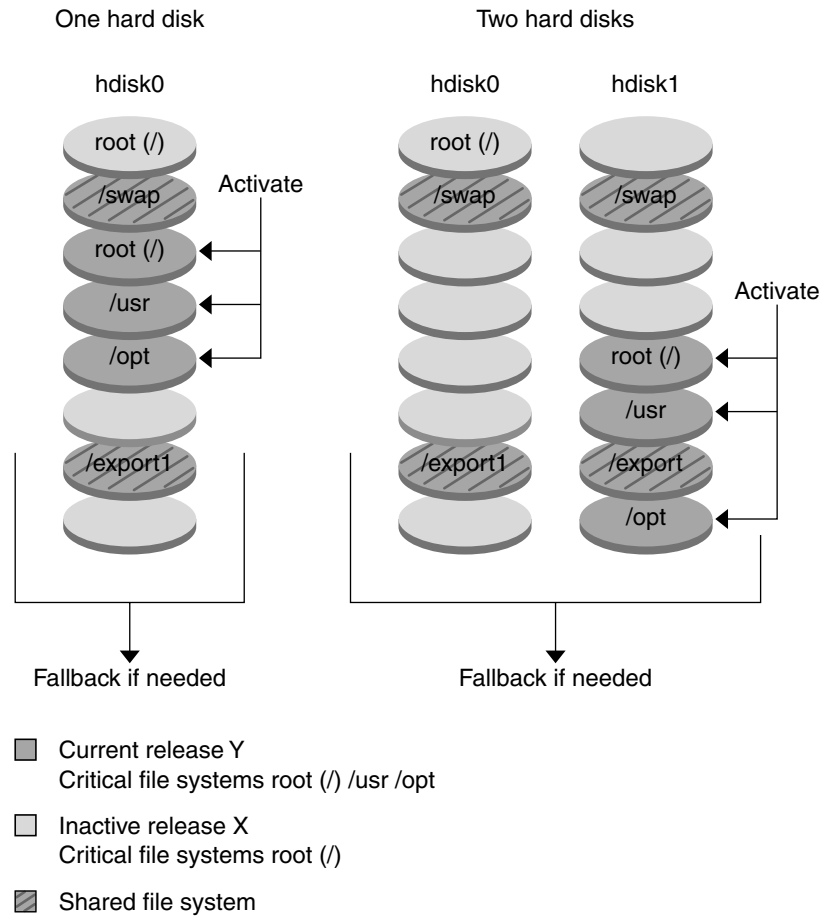 One hard disk
Two hard disks
hdisk0
hdisk0
hdisk1
root (/)
/swap
Activate
root (/)
/usr
/opt
/export1
Fallback if needed
root (/)
/swap
/export1
/swap
Activate
root (/)
/usr
/export
/opt
Fallback if needed
Current release Y
Critical file systems root (/) /usr /opt
Inactive release X
Critical file systems root (/)
Shared file system